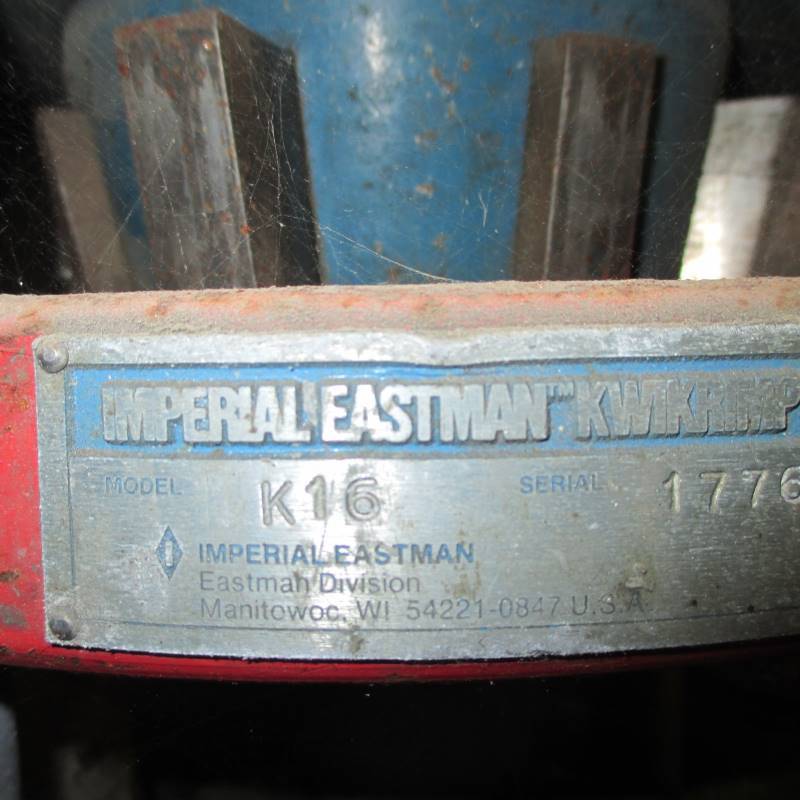 IMPERIAL EASTMAN™ KWIKRIMP
MODEL K16 SERIAL 1776
IMPERIAL EASTMAN
Eastman Division
Manitowoc, WI 54221-0847 U.S.A